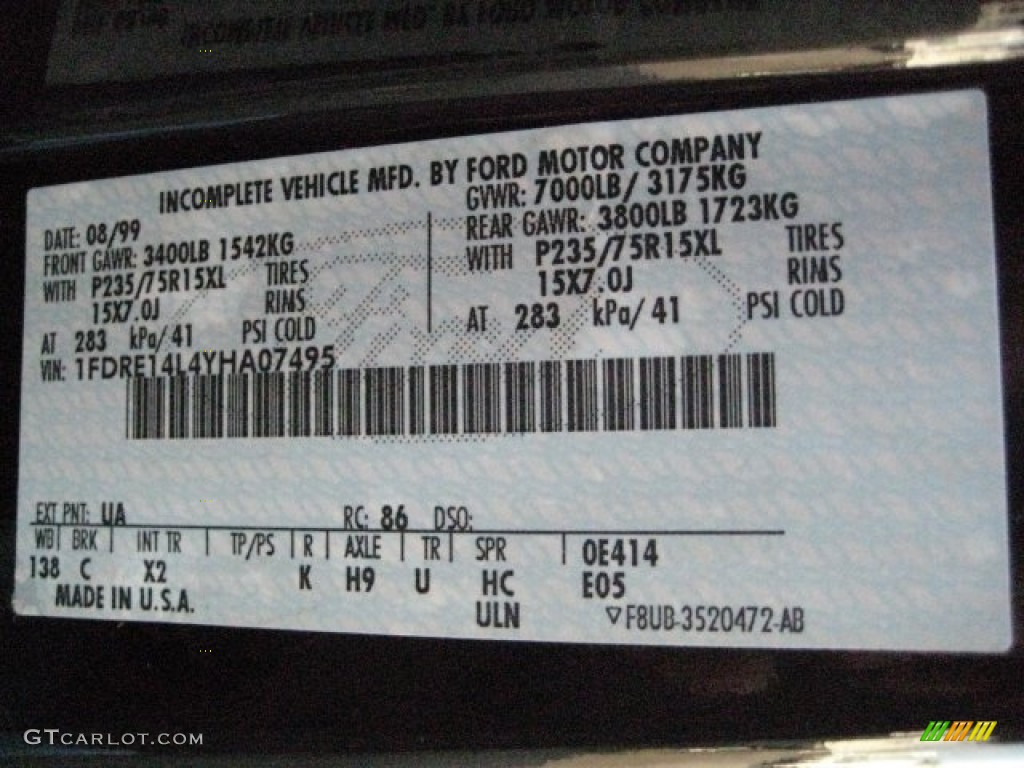 INCOMPLETE VEHICLE MFD. BY FORD MOTOR COMPANY
DATE: 08/99
GVWR: 7000LB/ 3175KG
FRONT GAWR: 3400LB 1542KG
REAR GAWR: 3800LB 1723KG
WITH P235/75R15XL TIRES
WITH P235/75R15XL TIRES
15X7.0J RIMS
15X7.0J RIMS
AT 283 kPa/ 41 PSI COLD
AT 283 kPa/ 41 PSI COLD
VIN: 1FDRE14L4YHA07495
EXT PNT: UA RC: 86 DSO:
WB BRK INT TR TP/PS R AXLE TR SPR 0E414
138 C X2 K H9 U HC E05
MADE IN U.S.A. ULN ▽F8UB-3520472-AB
GTCARLOT.COM